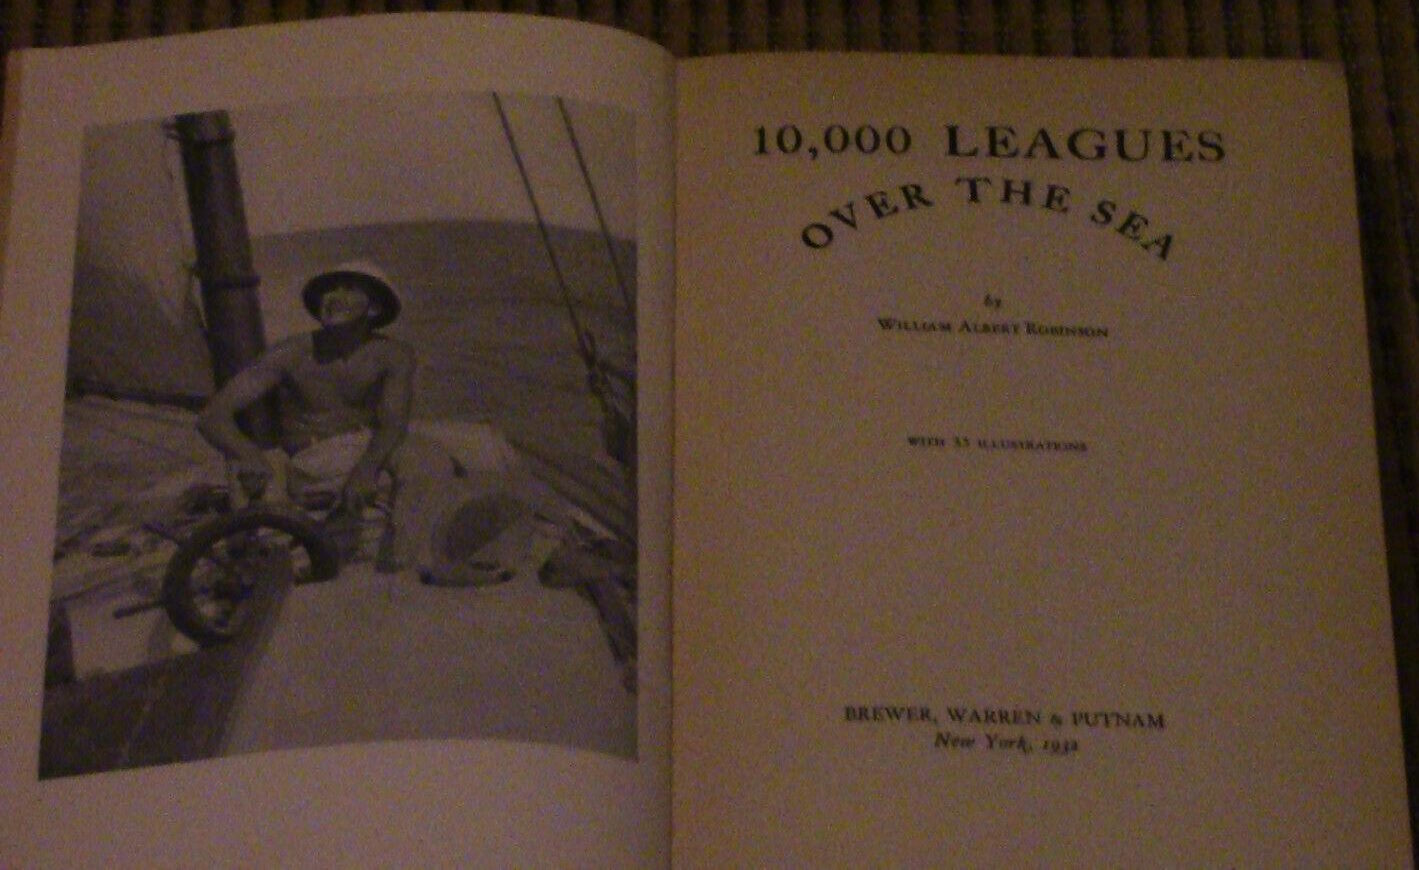 10,000 LEAGUES
OVER THE SEA
by
WILLIAM ALBERT ROBINSON
WITH 33 ILLUSTRATIONS
BREWER, WARREN & PUTNAM
New York, 1932